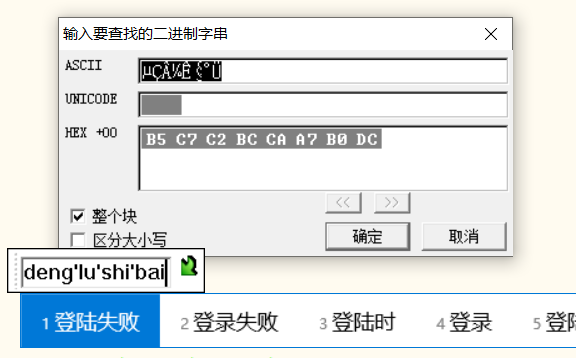 输入要查找的二进制字串
ASCII
UNICODE
HEX +00
B5 C7 C2 BC CA A7 B0 DC
<< >>
整个块
区分大小写
确定 取消
deng'lu'shi'bai
1 登陆失败 2 登录失败 3 登陆时 4 登录 5 登陆